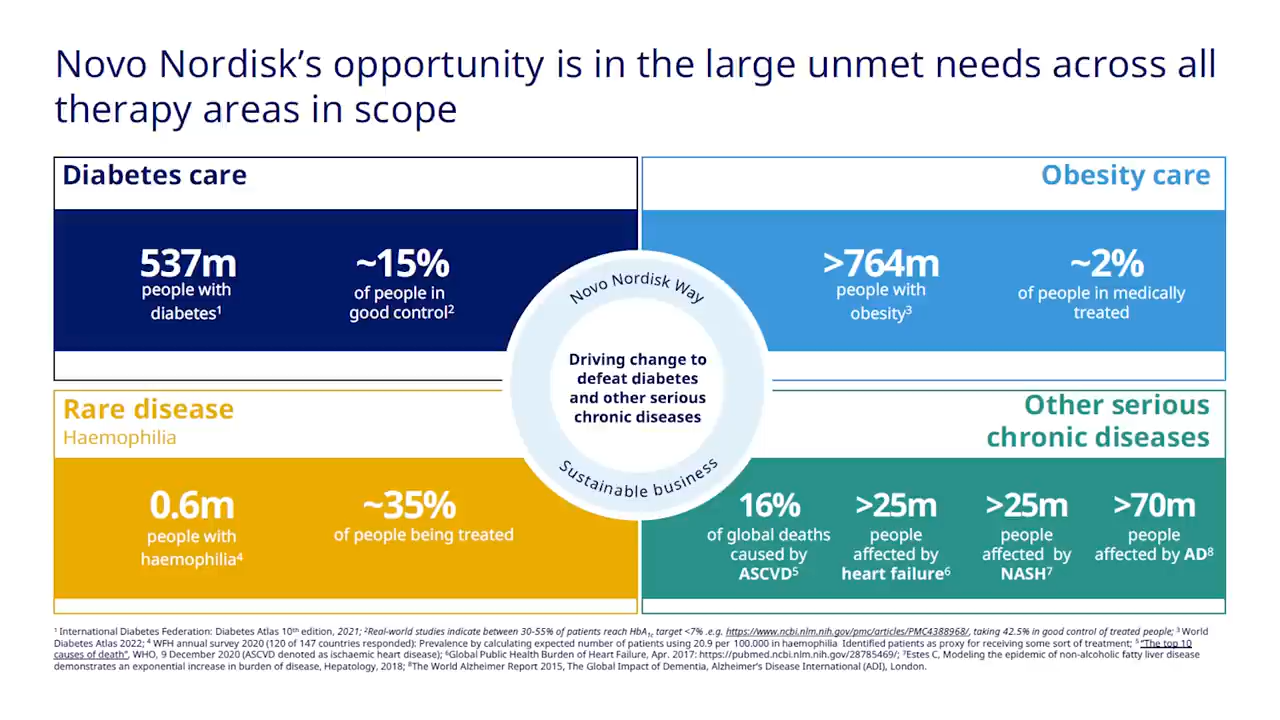 Novo Nordisk’s opportunity is in the large unmet needs across all
therapy areas in scope
Diabetes care
537m
people with
diabetes¹
~15%
of people in
good control²
Obesity care
>764m
people with
obesity³
~2%
of people in medically
treated
Novo Nordisk Way
Driving change to
defeat diabetes
and other serious
chronic diseases
Sustainable business
Rare disease
Haemophilia
0.6m
people with
haemophilia⁴
~35%
of people being treated
Other serious
chronic diseases
16%
of global deaths
caused by
ASCVD⁵
>25m
people
affected by
heart failure⁶
>25m
people
affected by
NASH⁷
>70m
people
affected by AD⁸
¹ International Diabetes Federation: Diabetes Atlas 10ᵗʰ edition, 2021; ²Real-world studies indicate between 30-55% of patients reach HbA₁c target <7% .e.g. https://www.ncbi.nlm.nih.gov/pmc/articles/PMC4388968/, taking 42.5% in good control of treated people; ³ World
Diabetes Atlas 2022; ⁴ WFH annual survey 2020 (120 of 147 countries responded): Prevalence by calculating expected number of patients using 20.9 per 100.000 in haemophilia Identified patients as proxy for receiving some sort of treatment; ⁵ “The top 10
causes of death”, WHO, 9 December 2020 (ASCVD denoted as ischaemic heart disease); ⁶Global Public Health Burden of Heart Failure, Apr. 2017: https://pubmed.ncbi.nlm.nih.gov/28785469/; ⁷Estes C, Modeling the epidemic of non-alcoholic fatty liver disease
demonstrates an exponential increase in burden of disease, Hepatology, 2018; ⁸The World Alzheimer Report 2015, The Global Impact of Dementia, Alzheimer’s Disease International (ADI), London.